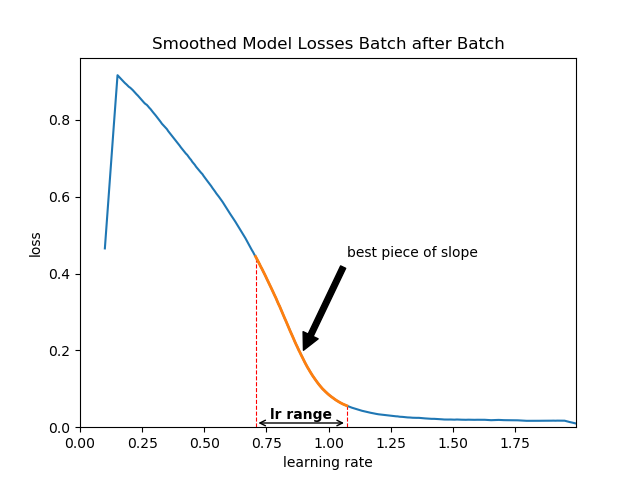 Smoothed Model Losses Batch after Batch
0.8
0.6
0.4
0.2
0.0
loss
best piece of slope
lr range
0.00 0.25 0.50 0.75 1.00 1.25 1.50 1.75
learning rate